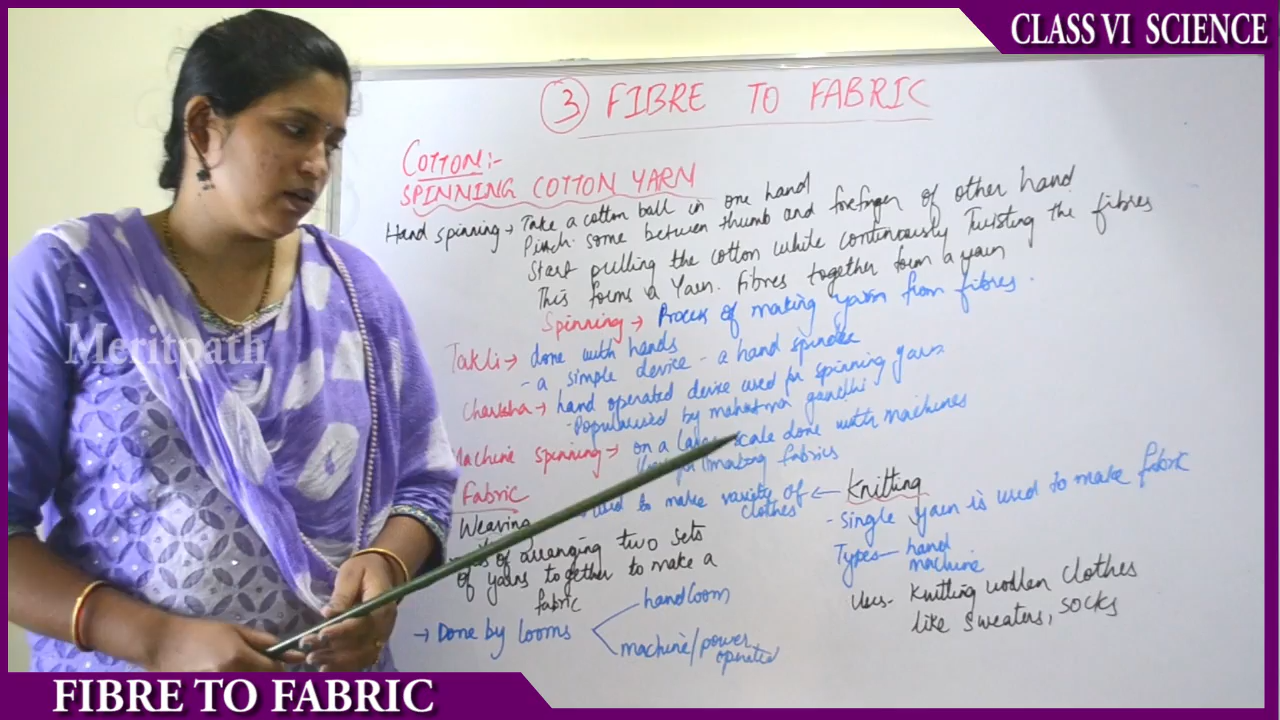 CLASS VI SCIENCE
3 FIBRE TO FABRIC
COTTON:-
SPINNING COTTON YARN
Hand spinning → Take a cotton ball in one hand
Pinch some between thumb and forefinger of other hand
Start pulling the cotton while continuously Twisting the fibres
This forms a Yarn. Fibres together form a yarn
Spinning → Process of making yarn from fibres.
Takli → done with hands
- a simple device - a hand spindle
Charkha → hand operated device used for spinning yarn
- Popularised by mahatma gandhi
Machine spinning → on a large scale done with machines
making fabrics
Fabric
to make variety of clothes ← Knitting
Weaving
of arranging two sets
of yarns together to make a
fabric
→ Done by looms
handloom
machine/power operated
- single yarn is used to make fabric
Types - hand
machine
Uses - Knitting woolen clothes
like sweaters, socks
Meritpath
FIBRE TO FABRIC